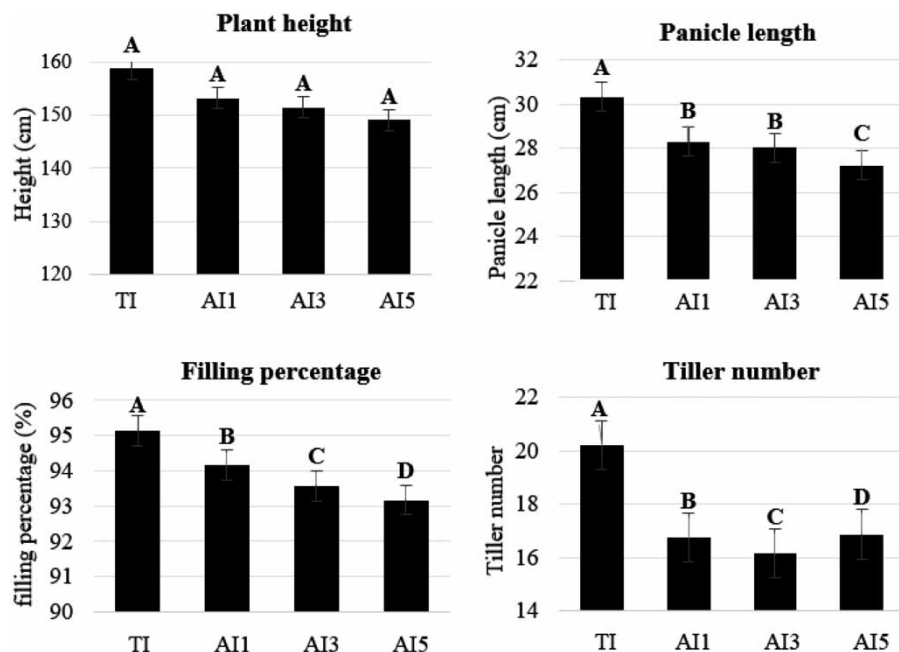 Plant height
Height (cm)
160
150
140
130
120
A
A
A
A
TI
AI1
AI3
AI5
Panicle length
Panicle length (cm)
32
30
28
26
24
22
A
B
B
C
TI
AI1
AI3
AI5
Filling percentage
filling percentage (%)
96
95
94
93
92
91
90
A
B
C
D
TI
AI1
AI3
AI5
Tiller number
Tiller number
22
20
18
16
14
A
B
C
D
TI
AI1
AI3
AI5